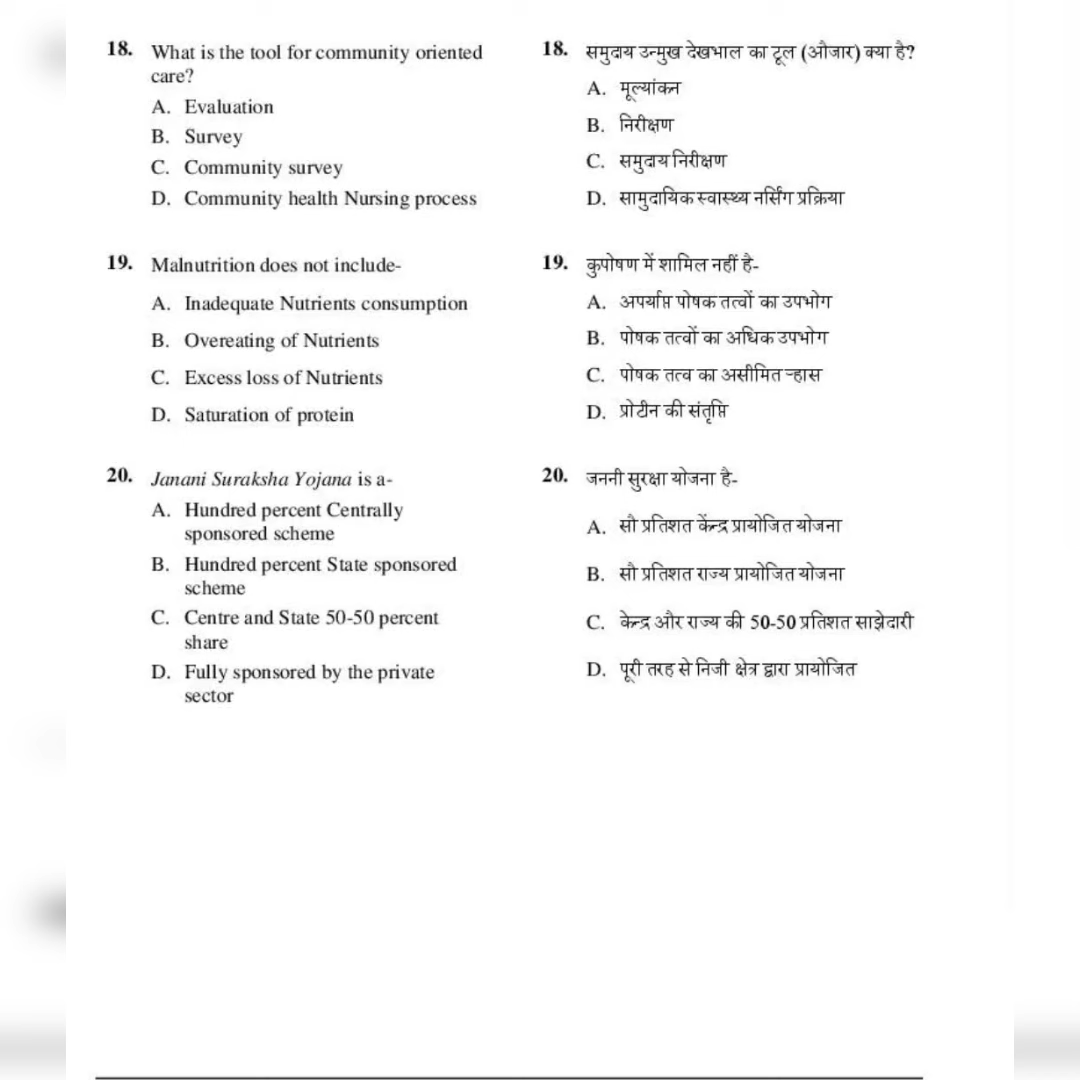 18. What is the tool for community oriented
care?
A. Evaluation
B. Survey
C. Community survey
D. Community health Nursing process
19. Malnutrition does not include-
A. Inadequate Nutrients consumption
B. Overeating of Nutrients
C. Excess loss of Nutrients
D. Saturation of protein
20. Janani Suraksha Yojana is a-
A. Hundred percent Centrally
sponsored scheme
B. Hundred percent State sponsored
scheme
C. Centre and State 50-50 percent
share
D. Fully sponsored by the private
sector
18. समुदाय उन्मुख देखभाल का टूल (औजार) क्या है?
A. मूल्यांकन
B. निरीक्षण
C. समुदाय निरीक्षण
D. सामुदायिक स्वास्थ्य नर्सिंग प्रक्रिया
19. कुपोषण में शामिल नहीं है-
A. अपर्याप्त पोषक तत्वों का उपभोग
B. पोषक तत्वों का अधिक उपभोग
C. पोषक तत्व का असीमित ऱ्हास
D. प्रोटीन की संतृप्ति
20. जननी सुरक्षा योजना है-
A. सौ प्रतिशत केंन्द्र प्रायोजित योजना
B. सौ प्रतिशत राज्य प्रायोजित योजना
C. केन्द्र और राज्य की 50-50 प्रतिशत साझेदारी
D. पूरी तरह से निजी क्षेत्र द्वारा प्रायोजित